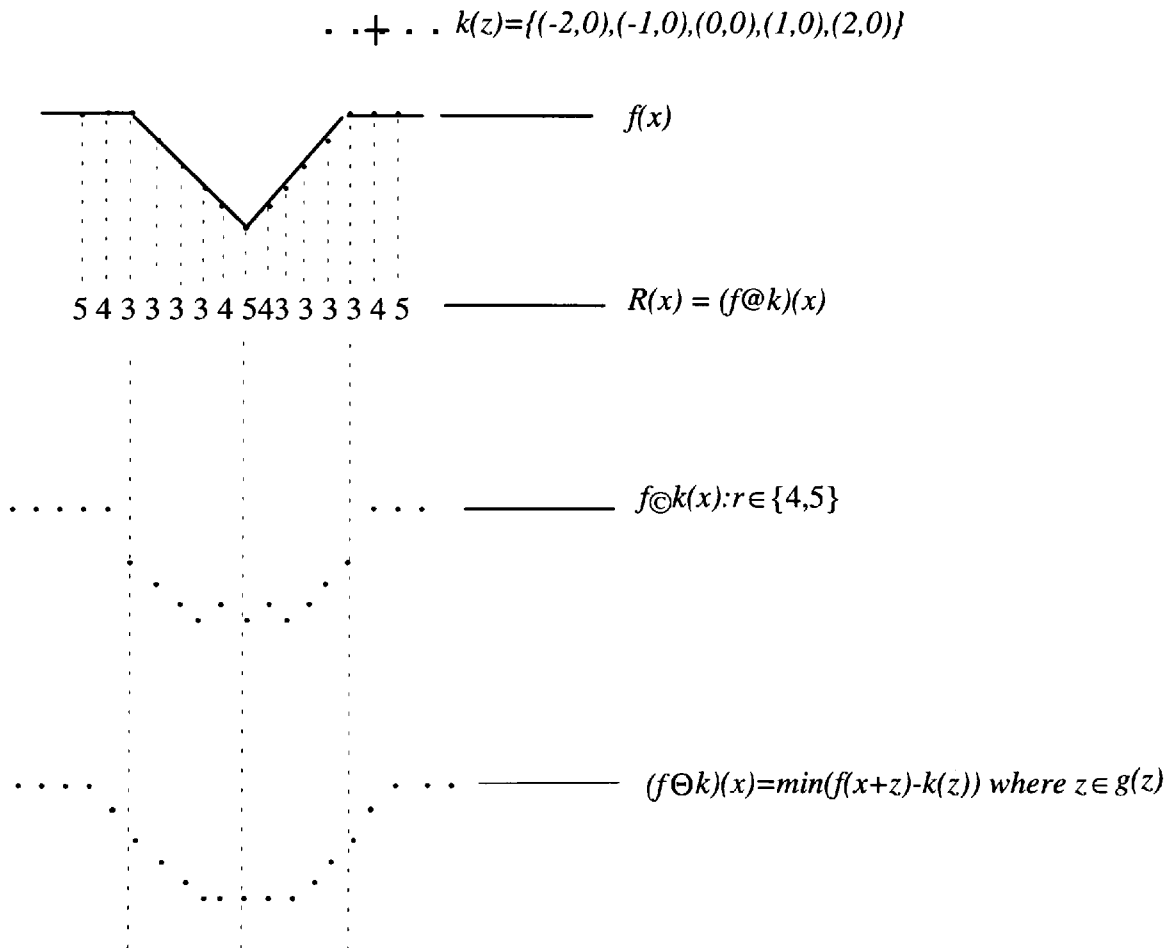 k(z)={(-2,0),(-1,0),(0,0),(1,0),(2,0)}
f(x)
5 4 3 3 3 3 4 5 4 3 3 3 3 4 5 R(x) = (f@k)(x)
f©k(x):r∈{4,5}
(fΘk)(x)=min(f(x+z)-k(z)) where z∈g(z)